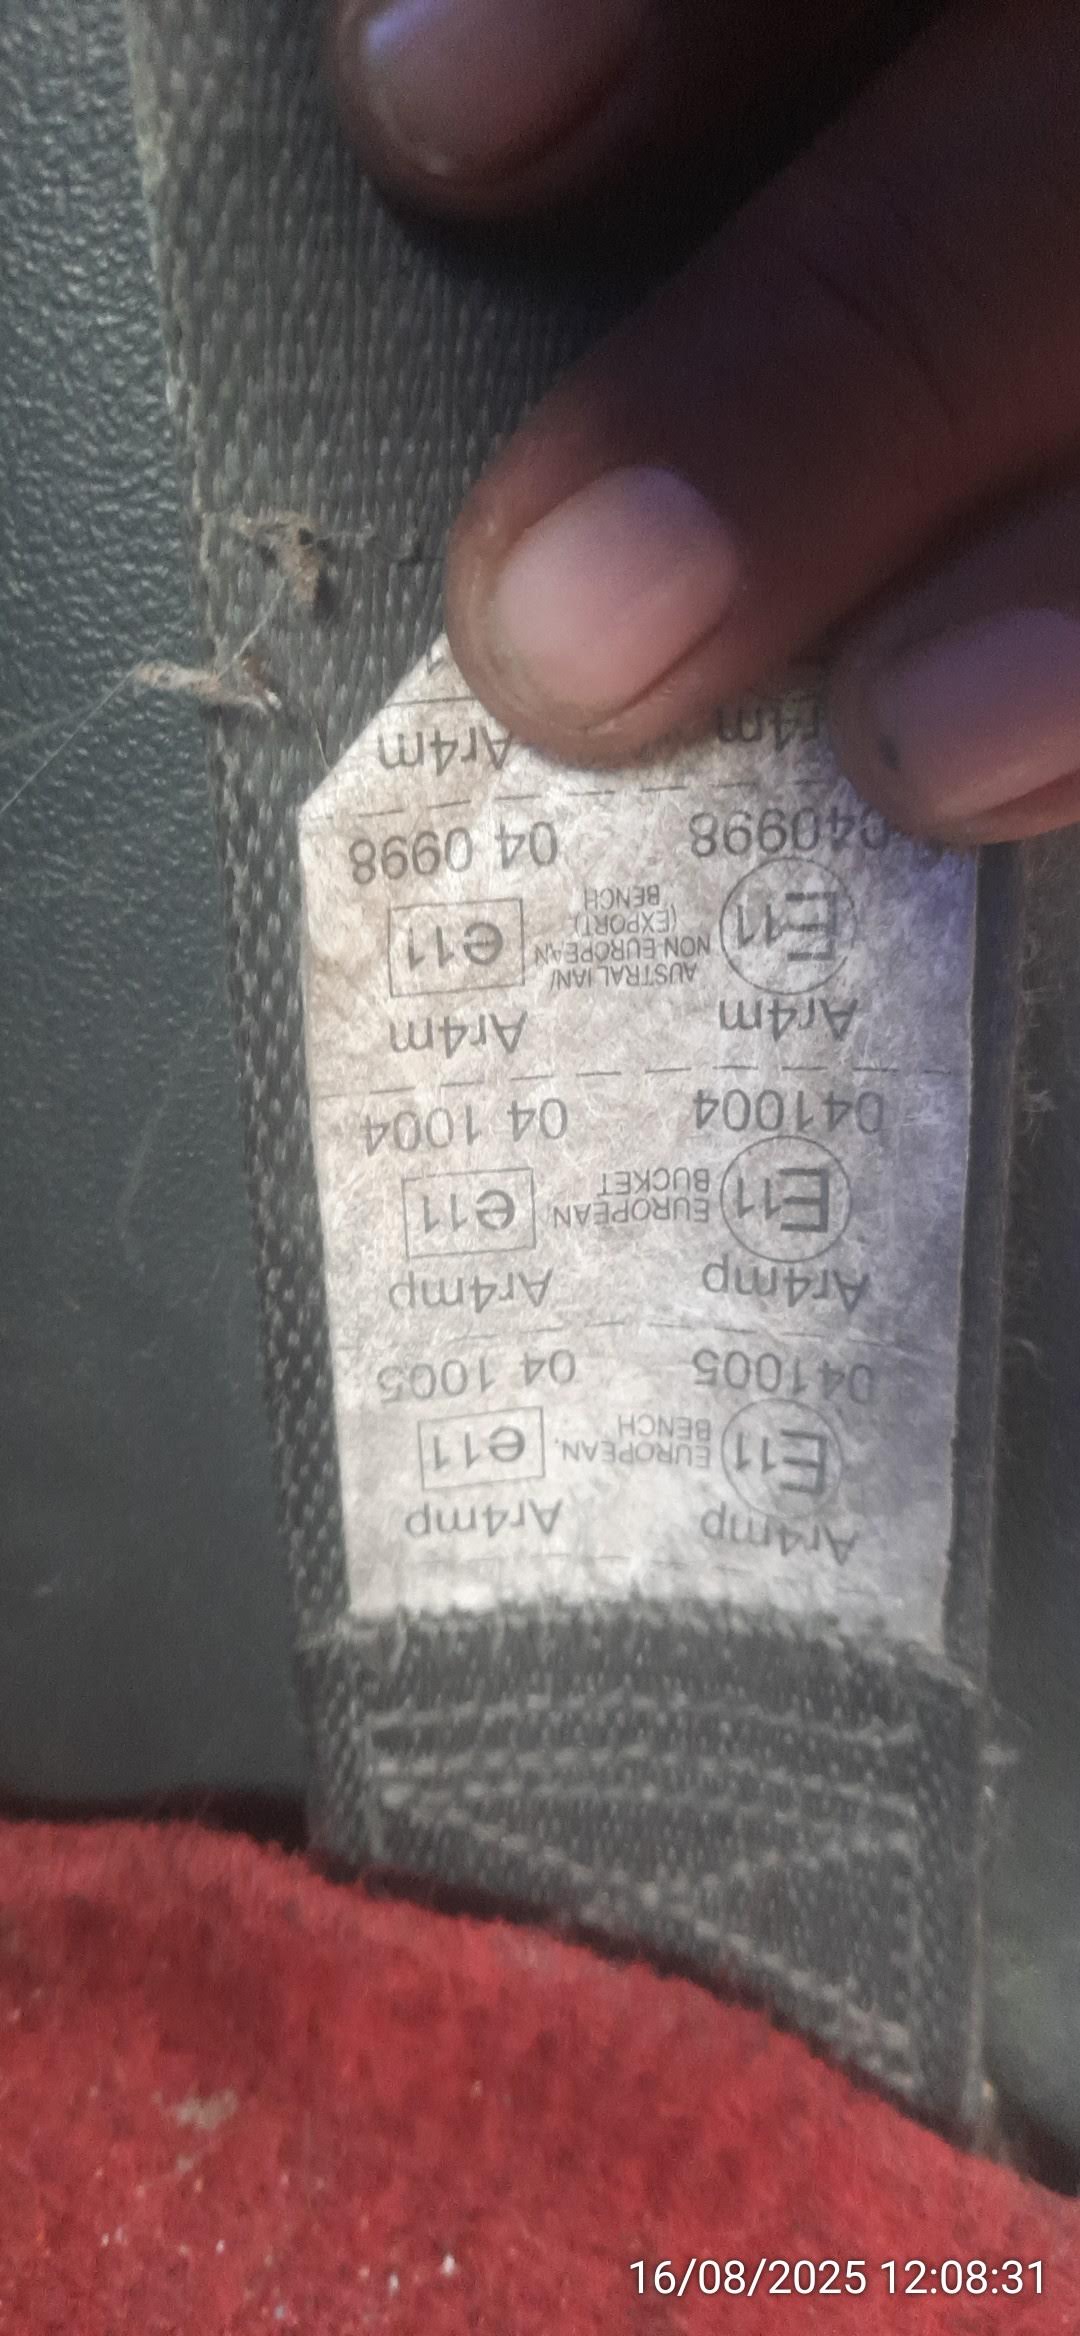 Ar4mp Ar4mp
E11 EUROPEAN e11
BENCH
041005 04 1005
Ar4mp Ar4mp
E11 EUROPEAN e11
BUCKET
041004 04 1004
Ar4m Ar4m
AUSTRALIAN/
E11 NON EUROPEAN e11
(EXPORT)
BENCH
040998 04 0998
Ar4m
16/08/2025 12:08:31